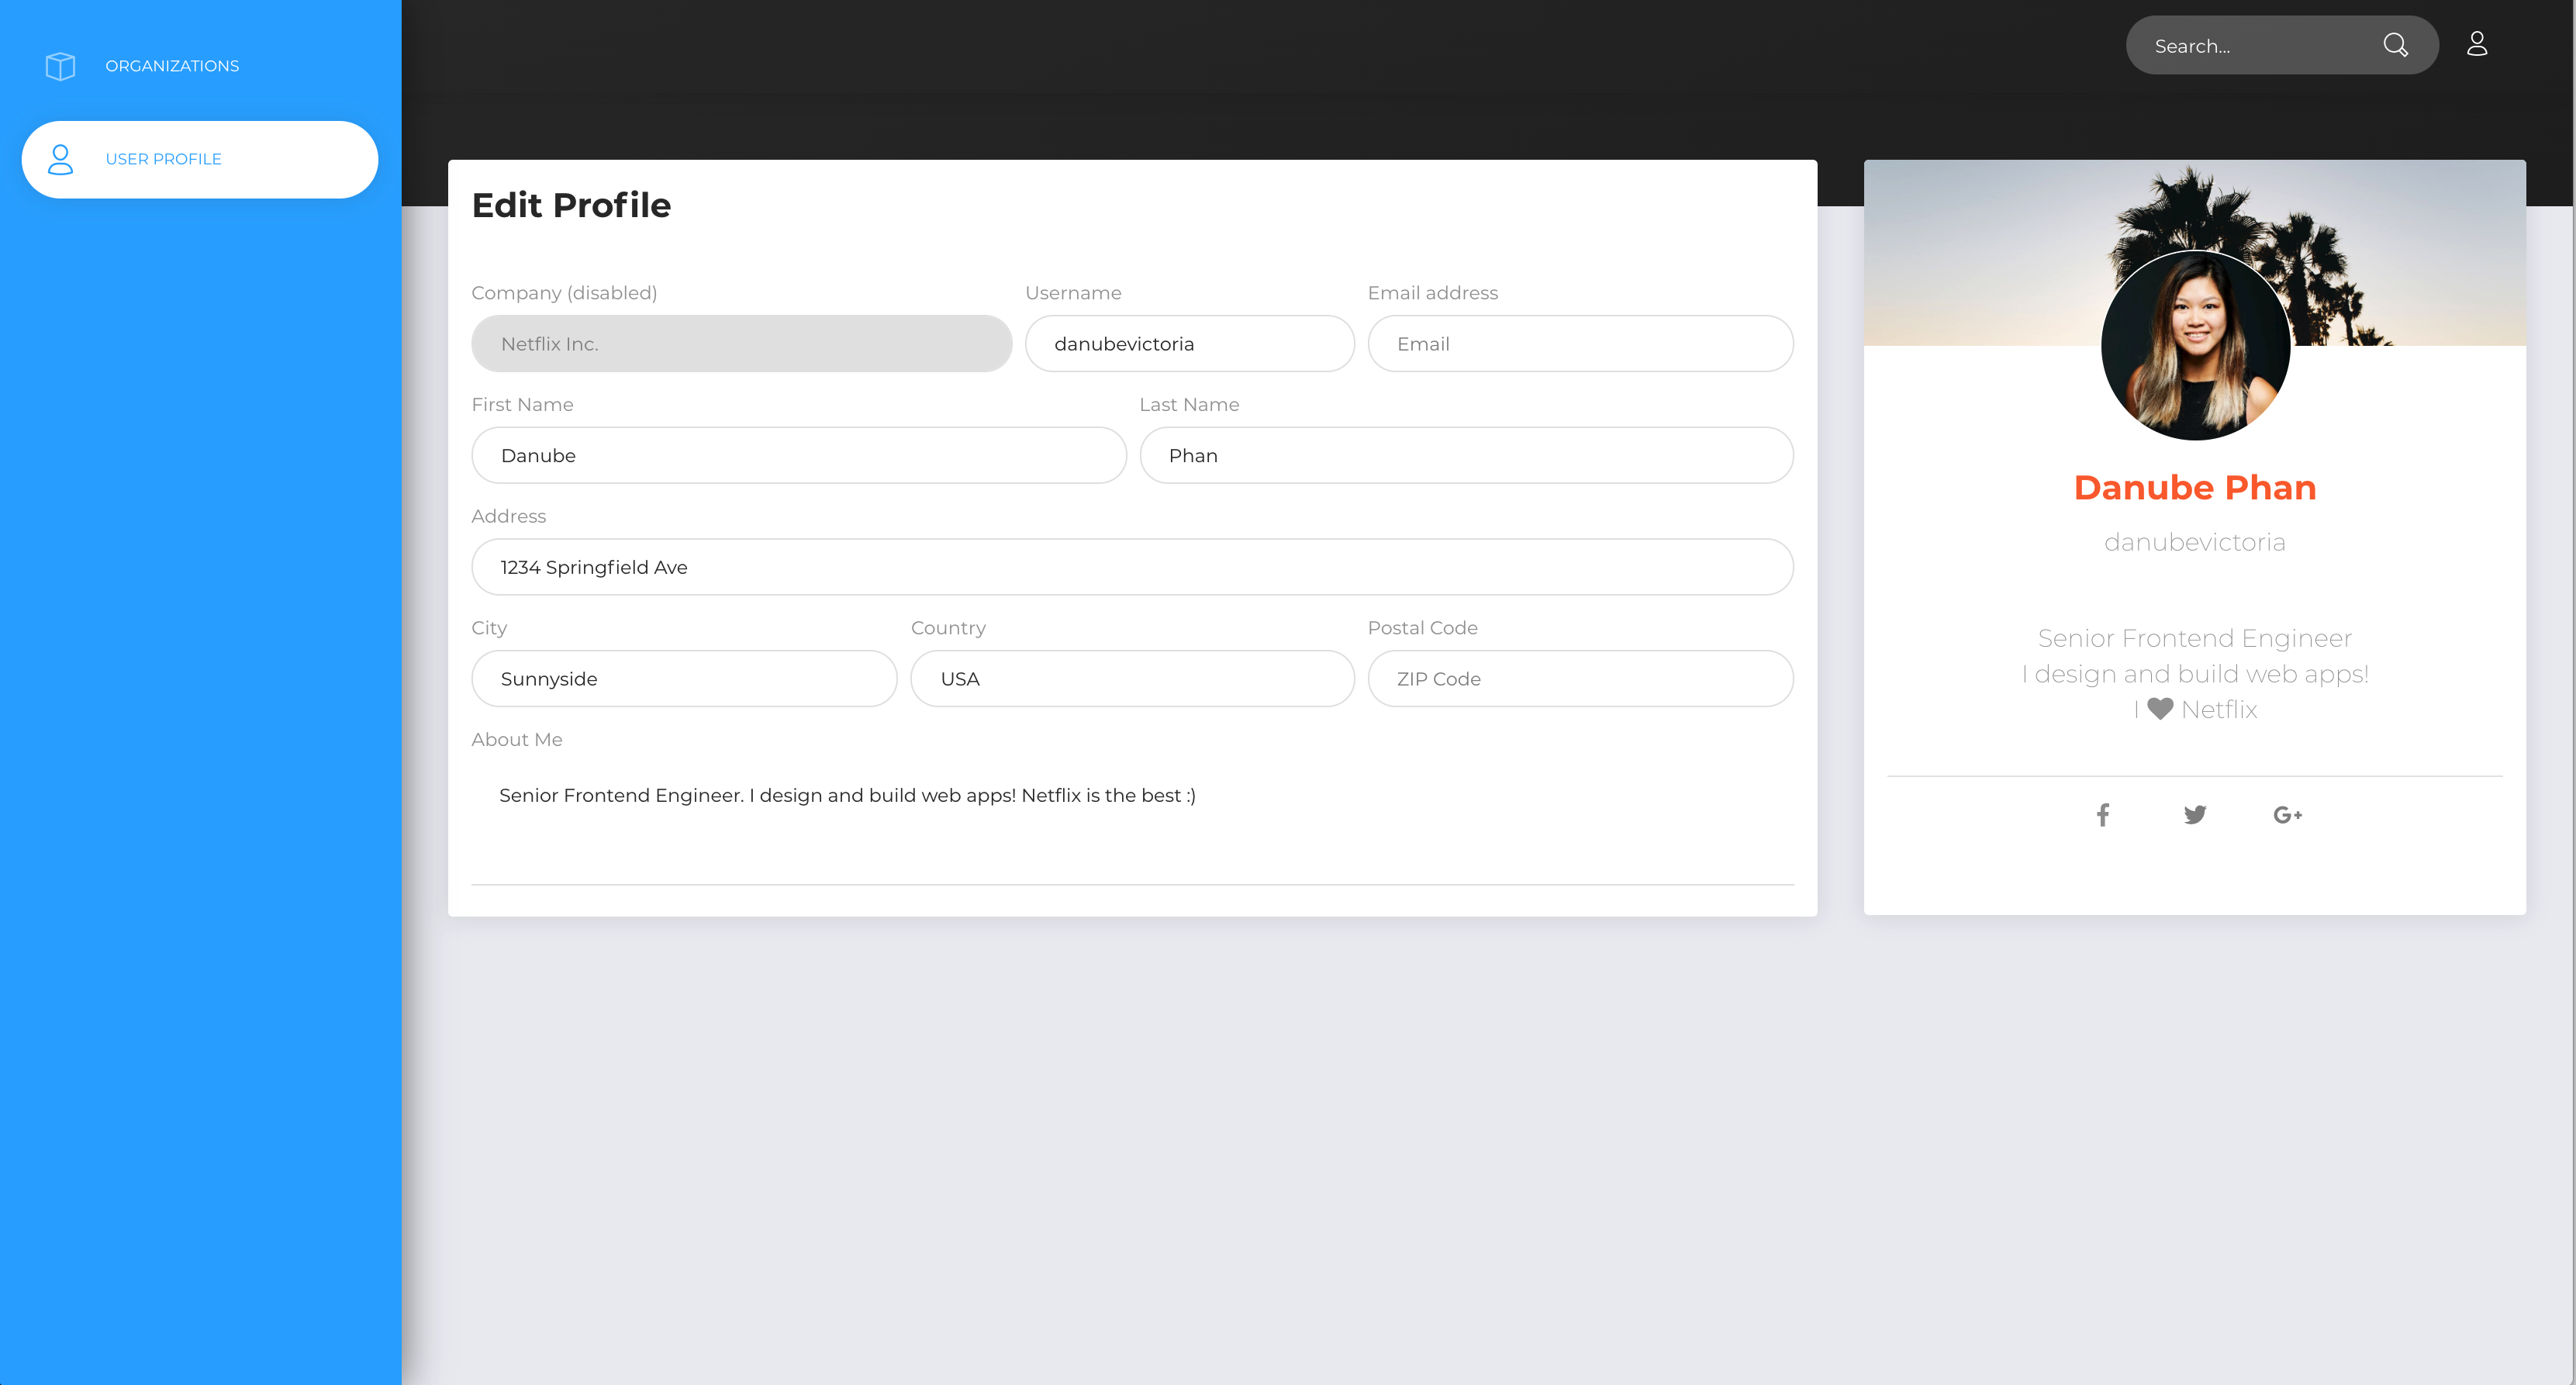 ORGANIZATIONS
USER PROFILE
Search...
Edit Profile
Company (disabled)
Netflix Inc.
Username
danubevictoria
Email address
Email
First Name
Danube
Last Name
Phan
Address
1234 Springfield Ave
City
Sunnyside
Country
USA
Postal Code
ZIP Code
About Me
Senior Frontend Engineer. I design and build web apps! Netflix is the best :)
Danube Phan
danubevictoria
Senior Frontend Engineer
I design and build web apps!
I ♥ Netflix